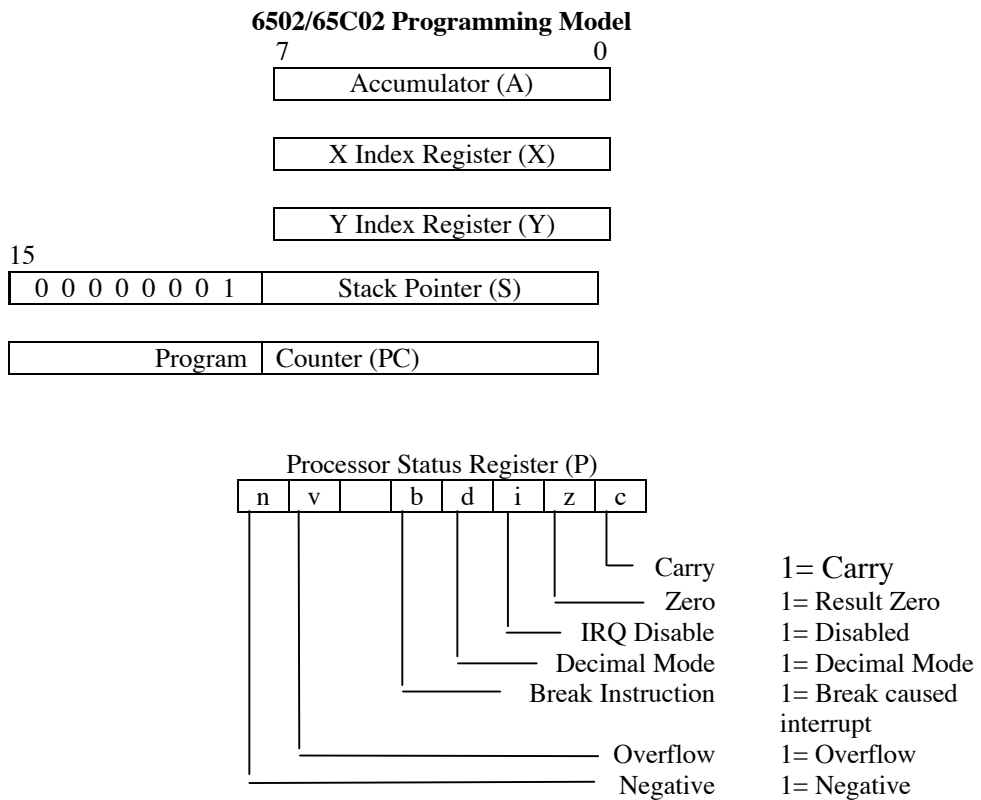 6502/65C02 Programming Model
7 0
Accumulator (A)
X Index Register (X)
Y Index Register (Y)
15
0 0 0 0 0 0 0 1 Stack Pointer (S)
Program Counter (PC)
Processor Status Register (P)
n v b d i z c
Carry 1= Carry
Zero 1= Result Zero
IRQ Disable 1= Disabled
Decimal Mode 1= Decimal Mode
Break Instruction 1= Break caused
interrupt
Overflow 1= Overflow
Negative 1= Negative